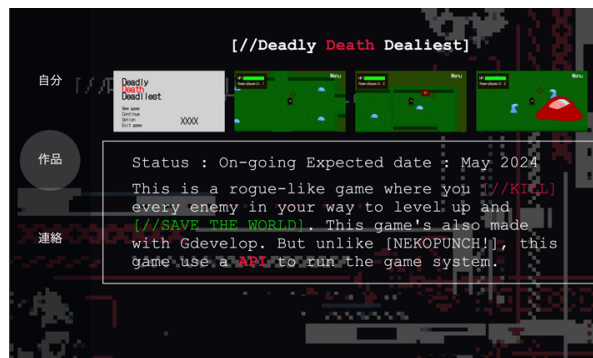 [//Deadly Death Dealiest]
自分
作品
連絡
Deadly
Death
Deadliest
New game
Continue
Option
Exit game
XXXX
Menu
Menu
Menu
Status : On-going Expected date : May 2024
This is a rogue-like game where you [//KILL]
every enemy in your way to level up and
[//SAVE THE WORLD]. This game's also made
with Gdevelop. But unlike [NEKOPUNCH!], this
game use a API to run the game system.